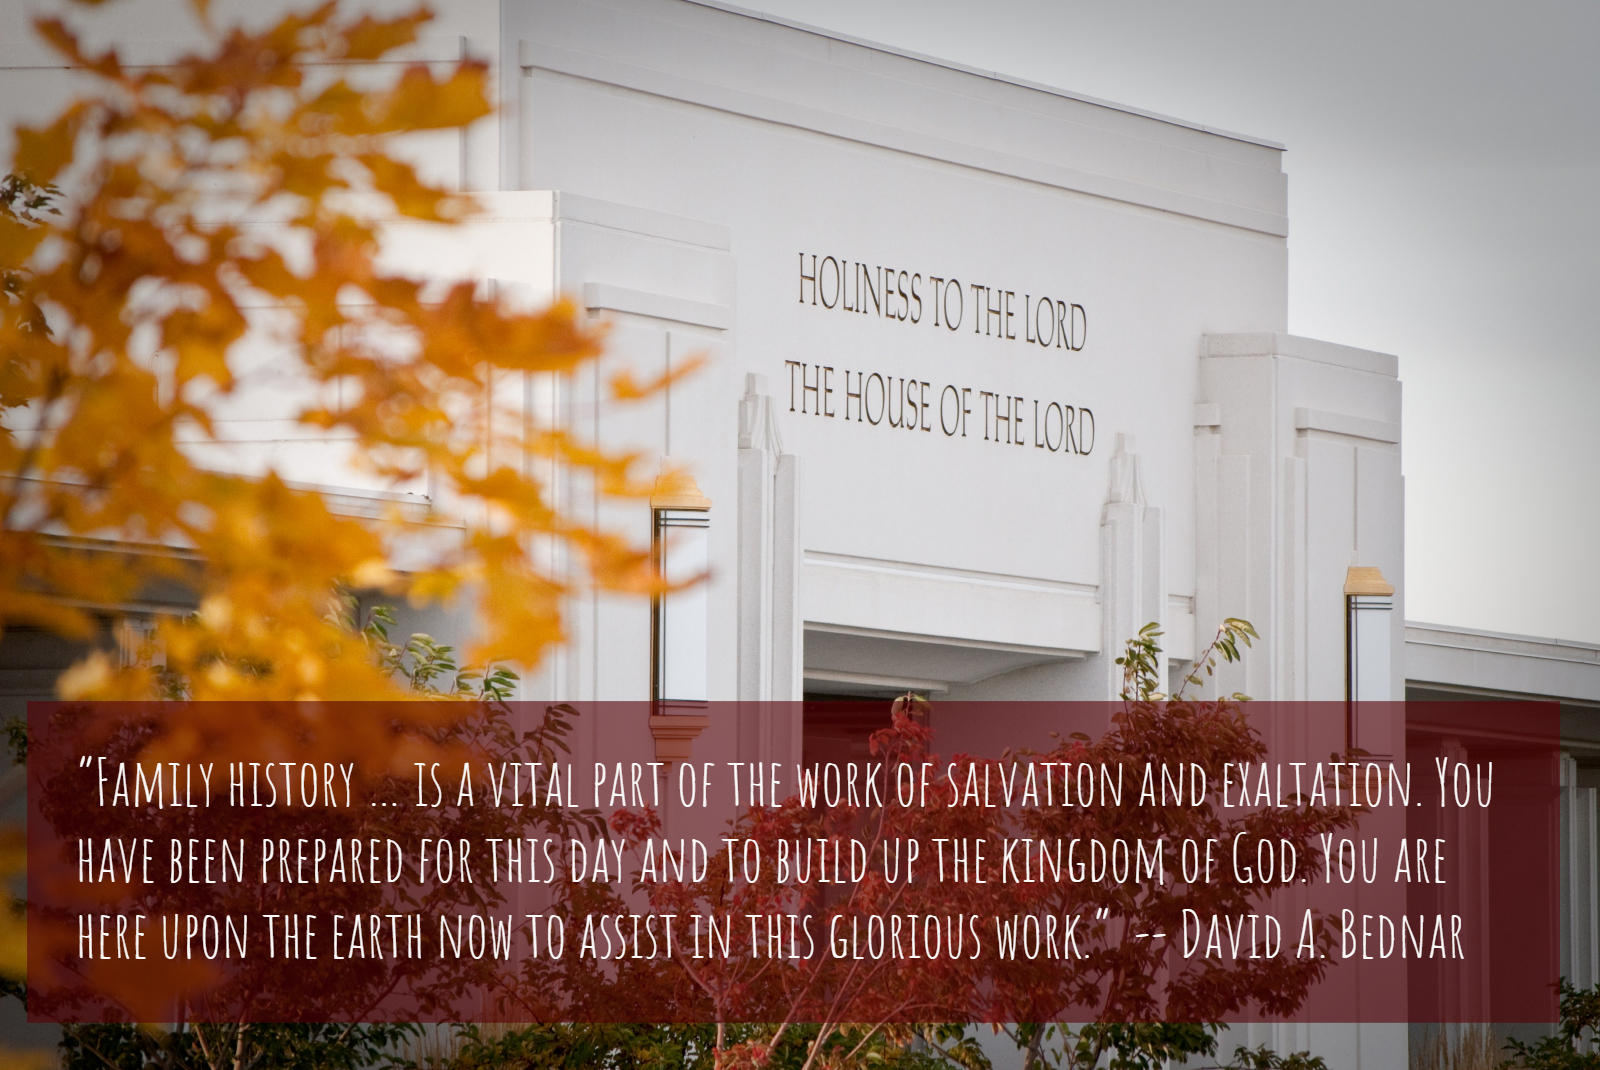 HOLINESS TO THE LORD
THE HOUSE OF THE LORD
“Family history ... is a vital part of the work of salvation and exaltation. You
have been prepared for this day and to build up the kingdom of God. You are
here upon the earth now to assist in this glorious work.” -- David A. Bednar